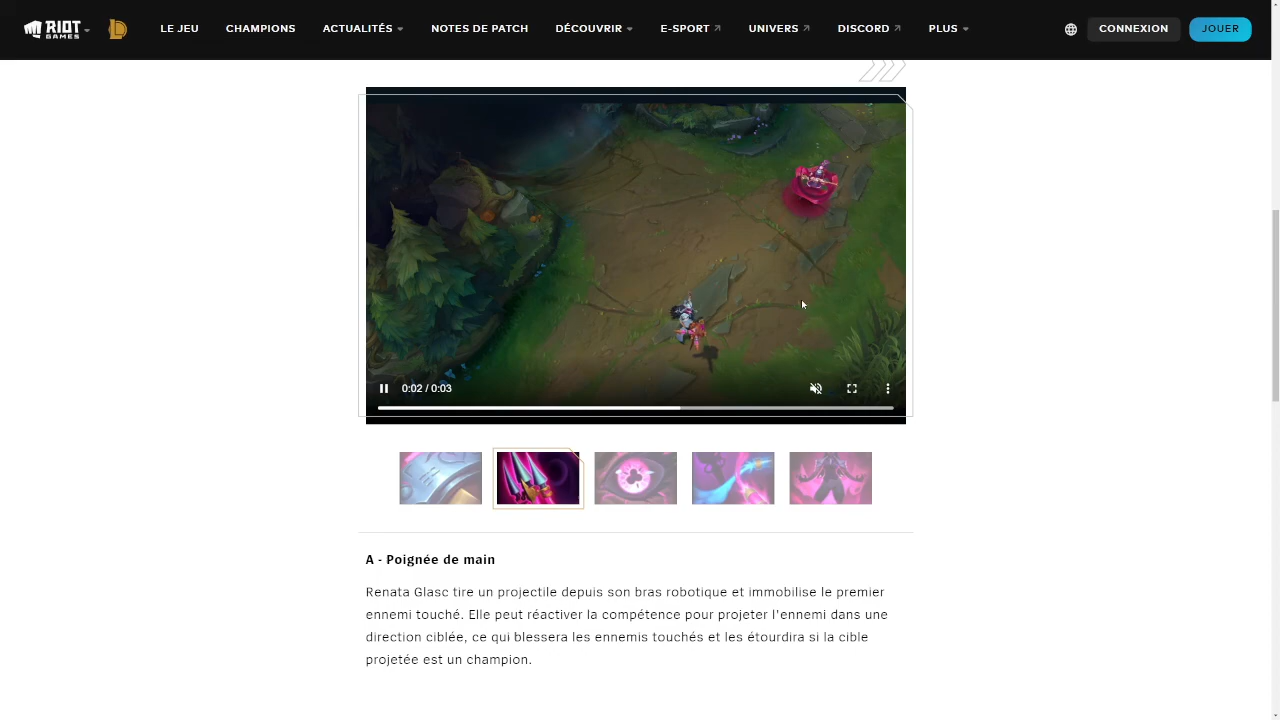 RIOT GAMES
LE JEU CHAMPIONS ACTUALITÉS NOTES DE PATCH DÉCOUVRIR E-SPORT UNIVERS DISCORD PLUS CONNEXION JOUER
0:02 / 0:03
A - Poignée de main
Renata Glasc tire un projectile depuis son bras robotique et immobilise le premier
ennemi touché. Elle peut réactiver la compétence pour projeter l'ennemi dans une
direction ciblée, ce qui blessera les ennemis touchés et les étourdira si la cible
projetée est un champion.